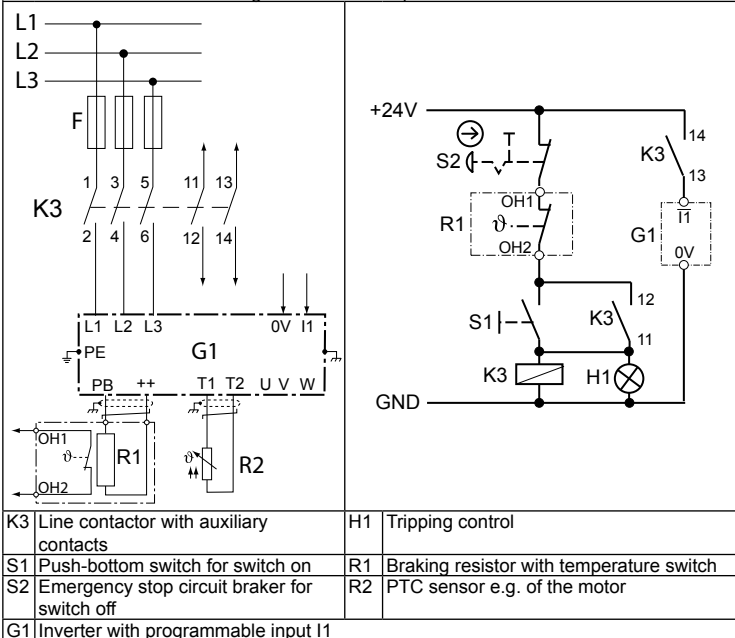 L1
L2
L3
F
K3
1 3 5 11 13
2 4 6 12 14
L1 L2 L3 0V I1
PE G1
PB ++ T1 T2 U V W
OH1
ϑ R1 ϑ R2
OH2
+24V
S2
K3
14
13
OH1
R1 ϑ
OH2
I1
G1
0V
S1
K3
12
11
K3 H1
GND
K3 Line contactor with auxiliary contacts
H1 Tripping control
S1 Push-bottom switch for switch on
R1 Braking resistor with temperature switch
S2 Emergency stop circuit braker for switch off
R2 PTC sensor e.g. of the motor
G1 Inverter with programmable input I1